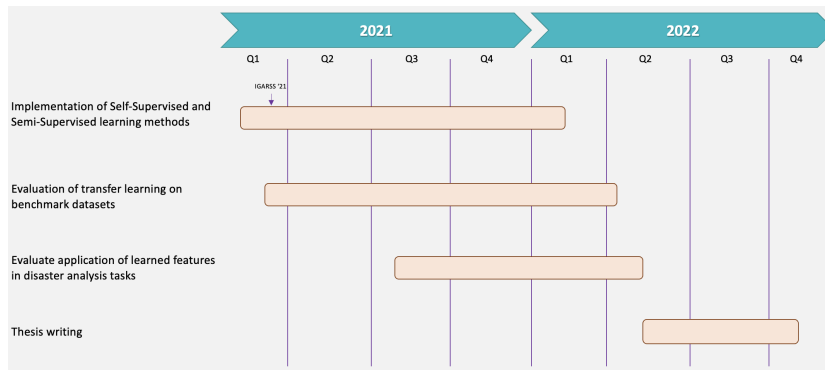 2021 2022
Q1 Q2 Q3 Q4 Q1 Q2 Q3 Q4
IGARSS '21
Implementation of Self-Supervised and
Semi-Supervised learning methods
Evaluation of transfer learning on
benchmark datasets
Evaluate application of learned features
in disaster analysis tasks
Thesis writing